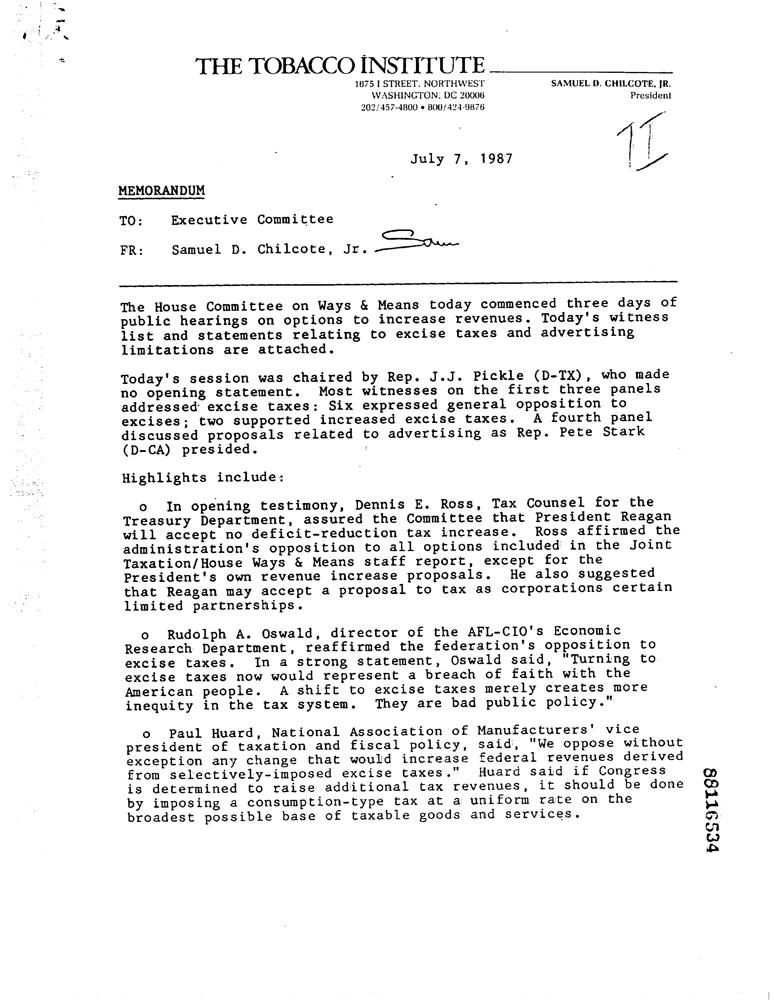 THE TOBACCO INSTITUTE
1875 I STREET, NORTHWEST
WASHINGTON, DC 20006
202/457-4800 • 800/424-9876
SAMUEL D. CHILCOTE, JR.
President
TI
July 7, 1987
MEMORANDUM
TO: Executive Committee
FR: Samuel D. Chilcote, Jr. Sam
The House Committee on Ways & Means today commenced three days of
public hearings on options to increase revenues. Today's witness
list and statements relating to excise taxes and advertising
limitations are attached.
Today's session was chaired by Rep. J.J. Pickle (D-TX), who made
no opening statement. Most witnesses on the first three panels
addressed excise taxes: Six expressed general opposition to
excises; two supported increased excise taxes. A fourth panel
discussed proposals related to advertising as Rep. Pete Stark
(D-CA) presided.
Highlights include:
o In opening testimony, Dennis E. Ross, Tax Counsel for the
Treasury Department, assured the Committee that President Reagan
will accept no deficit-reduction tax increase. Ross affirmed the
administration's opposition to all options included in the Joint
Taxation/House Ways & Means staff report, except for the
President's own revenue increase proposals. He also suggested
that Reagan may accept a proposal to tax as corporations certain
limited partnerships.
o Rudolph A. Oswald, director of the AFL-CIO's Economic
Research Department, reaffirmed the federation's opposition to
excise taxes. In a strong statement, Oswald said, "Turning to
excise taxes now would represent a breach of faith with the
American people. A shift to excise taxes merely creates more
inequity in the tax system. They are bad public policy."
o Paul Huard, National Association of Manufacturers' vice
president of taxation and fiscal policy, said, "We oppose without
exception any change that would increase federal revenues derived
from selectively-imposed excise taxes." Huard said if Congress
is determined to raise additional tax revenues, it should be done
by imposing a consumption-type tax at a uniform rate on the
broadest possible base of taxable goods and services.
88116534